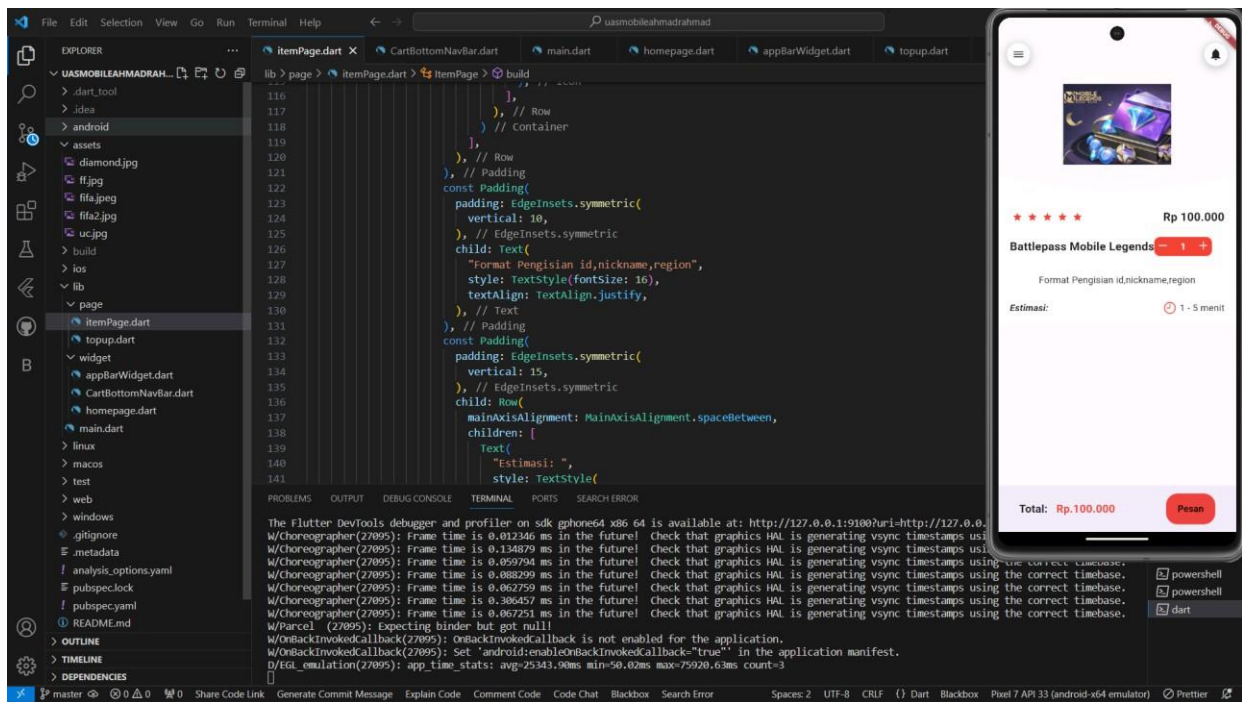 File Edit Selection View Go Run Terminal Help
uasmobileahmadrahmad
EXPLORER
UASMOBILEAHMADRAH...
.dart_tool
.idea
android
assets
diamond.jpg
ff.jpg
fifa.jpeg
fifa2.jpg
uc.jpg
build
ios
lib
page
itemPage.dart
topup.dart
widget
appBarWidget.dart
CartBottomNavBar.dart
homepage.dart
main.dart
linux
macos
test
web
windows
.gitignore
.metadata
analysis_options.yaml
pubspec.lock
pubspec.yaml
README.md
OUTLINE
TIMELINE
DEPENDENCIES
itemPage.dart CartBottomNavBar.dart main.dart homepage.dart appBarWidget.dart topup.dart
lib > page > itemPage.dart > ItemPage > build
116 ],
117 ), // Row
118 ) // Container
119 ],
120 ), // Row
121 ), // Padding
122 const Padding(
123 padding: EdgeInsets.symmetric(
124 vertical: 10,
125 ), // EdgeInsets.symmetric
126 child: Text(
127 "Format Pengisian id,nickname,region",
128 style: TextStyle(fontSize: 16),
129 textAlign: TextAlign.justify,
130 ), // Text
131 ), // Padding
132 const Padding(
133 padding: EdgeInsets.symmetric(
134 vertical: 15,
135 ), // EdgeInsets.symmetric
136 child: Row(
137 mainAxisAlignment: MainAxisAlignment.spaceBetween,
138 children: [
139 Text(
140 "Estimasi: ",
141 style: TextStyle(
PROBLEMS OUTPUT DEBUG CONSOLE TERMINAL PORTS SEARCH ERROR
The Flutter DevTools debugger and profiler on sdk gphone64 x86 64 is available at: http://127.0.0.1:9100?uri=http://127.0.0.
W/Choreographer(27095): Frame time is 0.012346 ms in the future! Check that graphics HAL is generating vsync timestamps usi
W/Choreographer(27095): Frame time is 0.134879 ms in the future! Check that graphics HAL is generating vsync timestamps usi
W/Choreographer(27095): Frame time is 0.059794 ms in the future! Check that graphics HAL is generating vsync timestamps using the correct timebase.
W/Choreographer(27095): Frame time is 0.088299 ms in the future! Check that graphics HAL is generating vsync timestamps using the correct timebase.
W/Choreographer(27095): Frame time is 0.062759 ms in the future! Check that graphics HAL is generating vsync timestamps using the correct timebase.
W/Choreographer(27095): Frame time is 0.306457 ms in the future! Check that graphics HAL is generating vsync timestamps using the correct timebase.
W/Choreographer(27095): Frame time is 0.067251 ms in the future! Check that graphics HAL is generating vsync timestamps using the correct timebase.
W/Parcel (27095): Expecting binder but got null!
W/OnBackInvokedCallback(27095): OnBackInvokedCallback is not enabled for the application.
W/OnBackInvokedCallback(27095): Set 'android:enableOnBackInvokedCallback="true"' in the application manifest.
D/EGL_emulation(27095): app_time_stats: avg=25343.90ms min=50.02ms max=75920.63ms count=3
powershell
powershell
dart
DEBUG
MOBILE
LEGENDS
Rp 100.000
Battlepass Mobile Legends - 1 +
Format Pengisian id,nickname,region
Estimasi: 1 - 5 menit
Total: Rp.100.000 Pesan
master 0 0 0 Share Code Link Generate Commit Message Explain Code Comment Code Code Chat Blackbox Search Error Spaces: 2 UTF-8 CRLF {} Dart Blackbox Pixel 7 API 33 (android-x64 emulator) Prettier